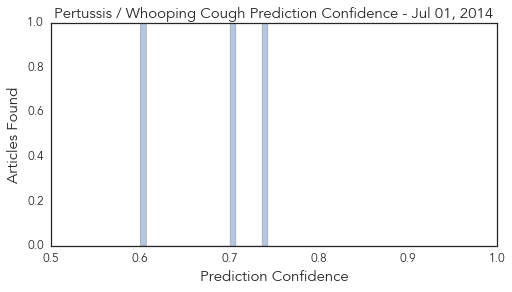 Pertussis / Whooping Cough Prediction Confidence - Jul 01, 2014
1.0
0.8
0.6
0.4
0.2
0.0
Articles Found
0.5 0.6 0.7 0.8 0.9 1.0
Prediction Confidence